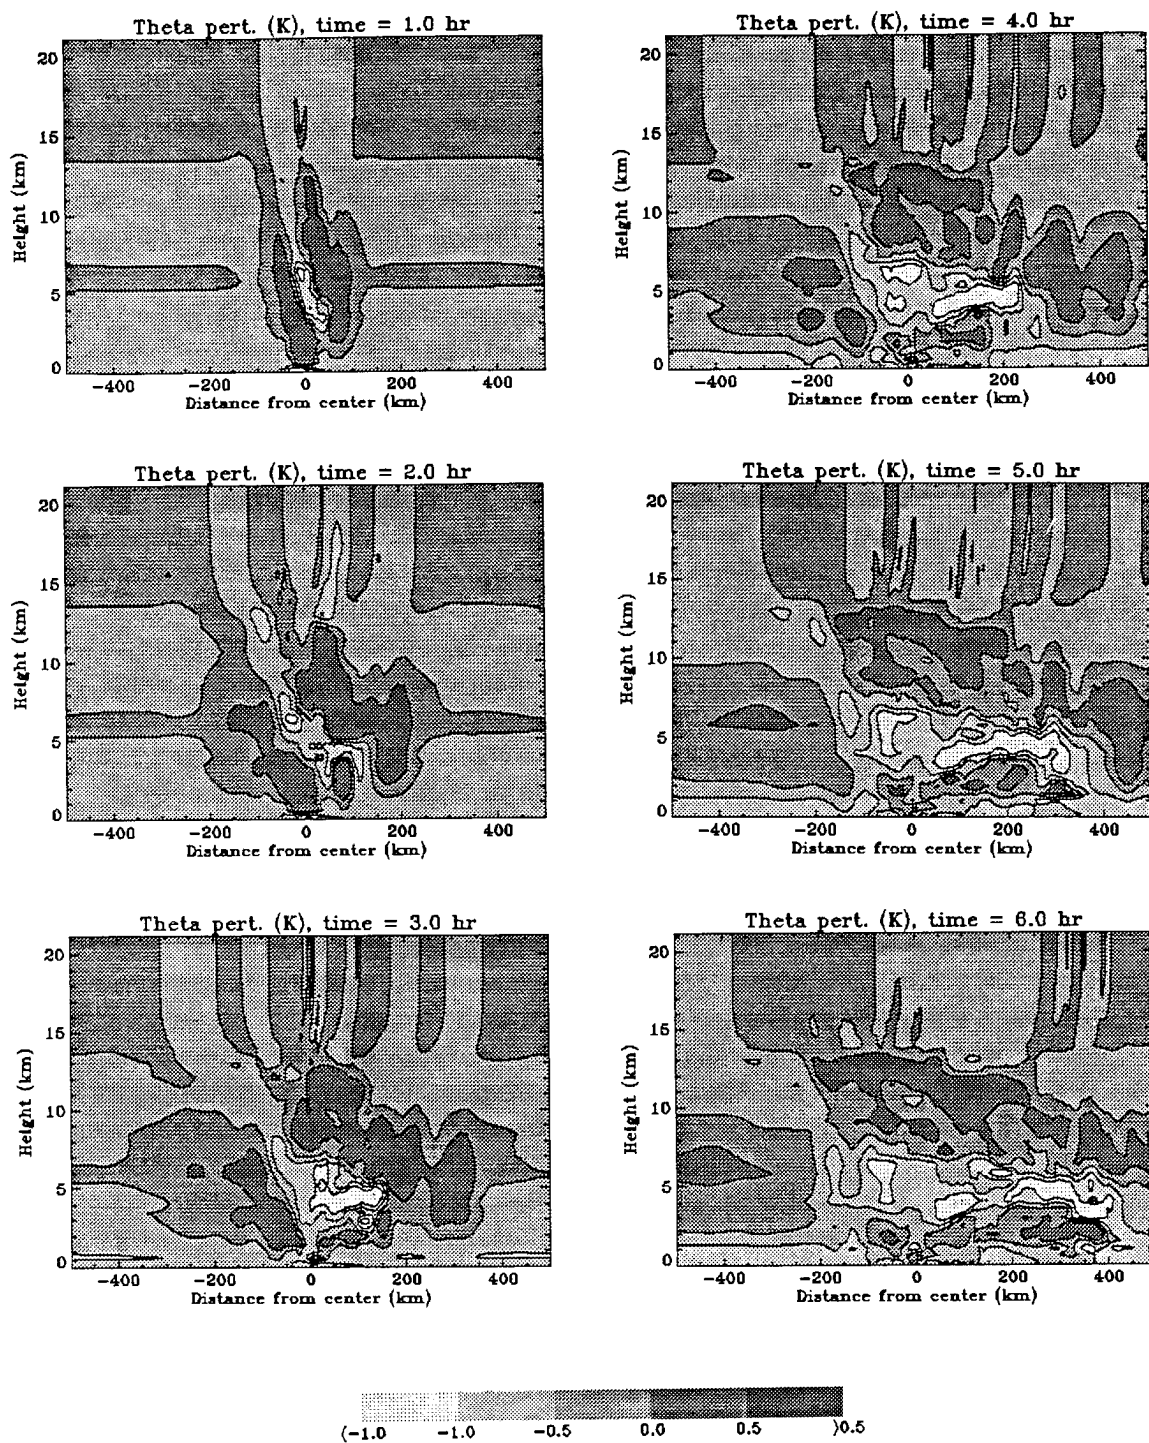 Theta pert. (K), time = 1.0 hr
20
15
10
5
0
Height (km)
-400 -200 0 200 400
Distance from center (km)
Theta pert. (K), time = 4.0 hr
20
15
10
5
0
Height (km)
-400 -200 0 200 400
Distance from center (km)
Theta pert. (K), time = 2.0 hr
20
15
10
5
0
Height (km)
-400 -200 0 200 400
Distance from center (km)
Theta pert. (K), time = 5.0 hr
20
15
10
5
0
Height (km)
-400 -200 0 200 400
Distance from center (km)
Theta pert. (K), time = 3.0 hr
20
15
10
5
0
Height (km)
-400 -200 0 200 400
Distance from center (km)
Theta pert. (K), time = 6.0 hr
20
15
10
5
0
Height (km)
-400 -200 0 200 400
Distance from center (km)
⟨-1.0 -1.0 -0.5 0.0 0.5 ⟩0.5